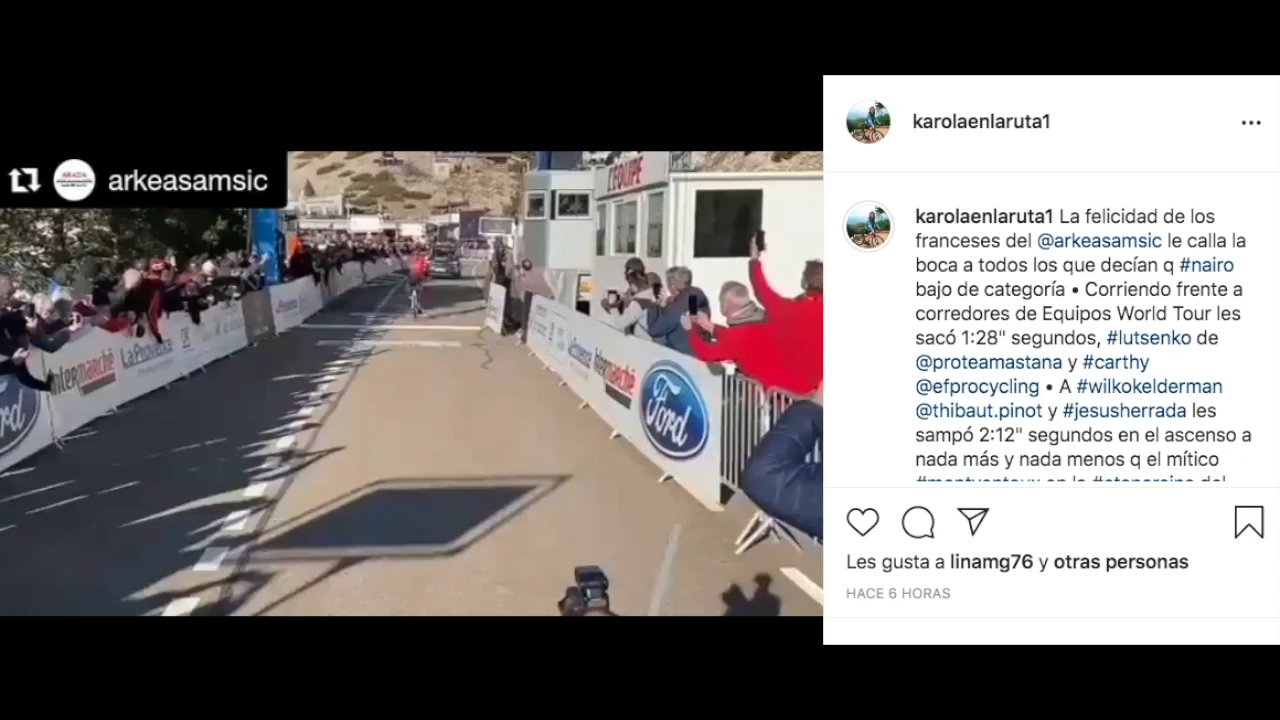 arkeasamsic
L'ÉQUIPE
intermarché
La Provence
Ford
intermarché
Ford
karolaenlaruta1
karolaenlaruta1 La felicidad de los
franceses del @arkeasamsic le calla la
boca a todos los que decían q #nairo
bajo de categoría • Corriendo frente a
corredores de Equipos World Tour les
sacó 1:28" segundos, #lutsenko de
@proteamastana y #carthy
@efprocycling • A #wilkokelderman
@thibaut.pinot y #jesusherrada les
sampó 2:12" segundos en el ascenso a
nada más y nada menos q el mítico
Les gusta a linamg76 y otras personas
HACE 6 HORAS